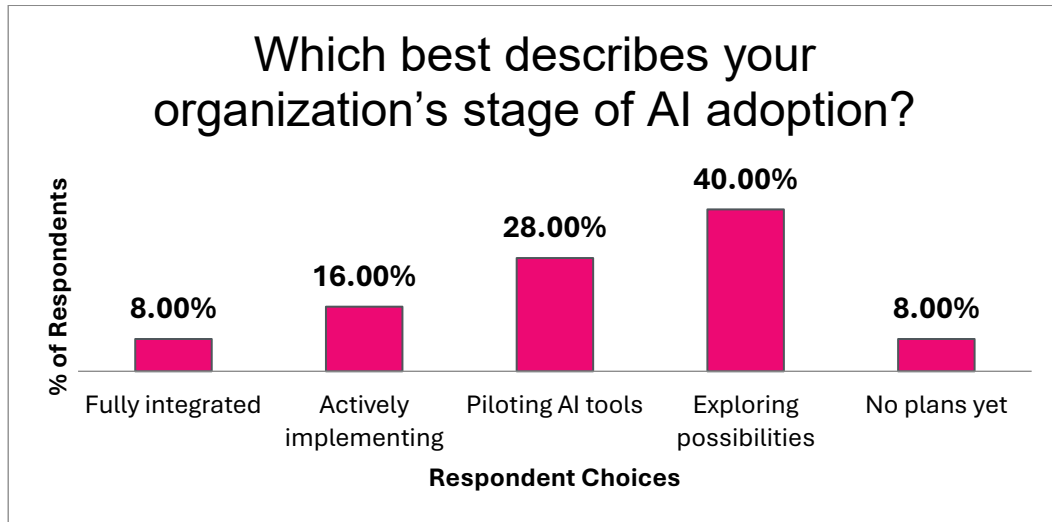 Which best describes your
organization’s stage of AI adoption?
% of Respondents
8.00%
16.00%
28.00%
40.00%
8.00%
Fully integrated
Actively
implementing
Piloting AI tools
Exploring
possibilities
No plans yet
Respondent Choices